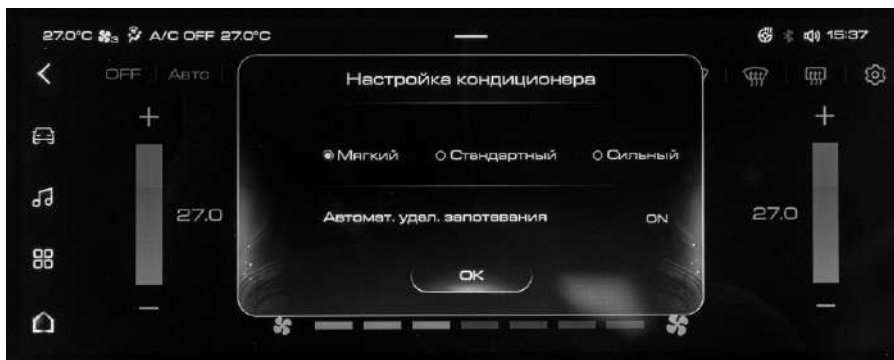 27.0°C 3 A/C OFF 27.0°C 15:37
OFF Авто
Настройка кондиционера
Мягкий Стандартный Сильный
27.0 27.0
Автомат. удал. запотевания ON
OK